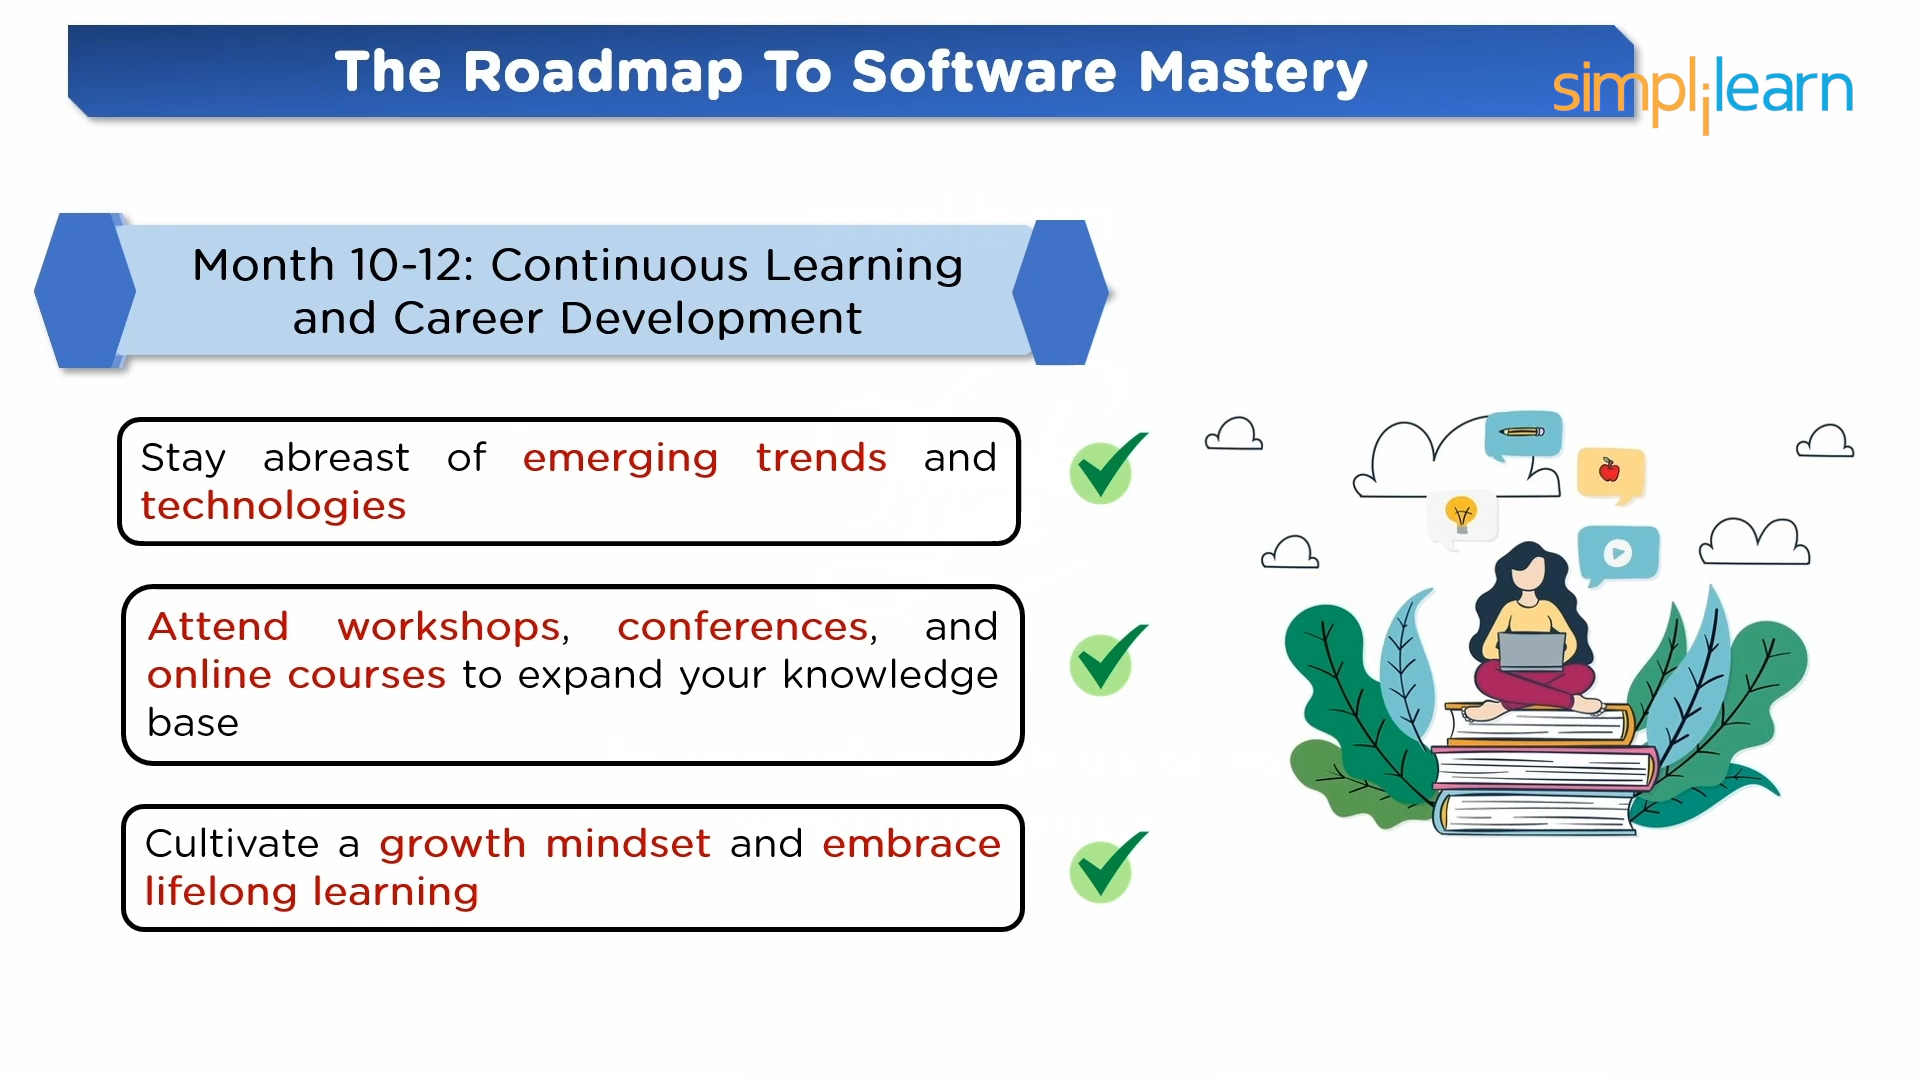 The Roadmap To Software Mastery
simplilearn
Month 10-12: Continuous Learning
and Career Development
Stay abreast of emerging trends and
technologies
Attend workshops, conferences, and
online courses to expand your knowledge
base
Cultivate a growth mindset and embrace
lifelong learning